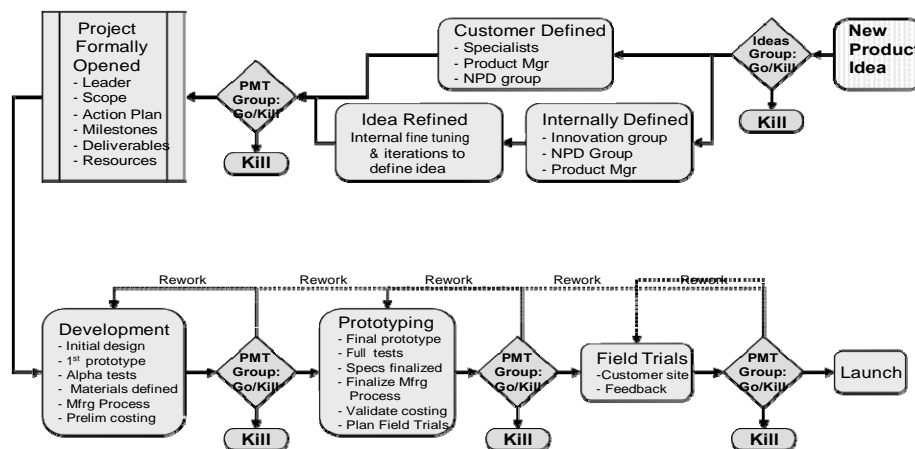 New
Product
Idea
Ideas
Group:
Go/Kill
Kill
Customer Defined
- Specialists
- Product Mgr
- NPD group
Internally Defined
- Innovation group
- NPD Group
- Product Mgr
Idea Refined
Internal fine tuning
& iterations to
define idea
PMT
Group:
Go/Kill
Kill
Project
Formally
Opened
- Leader
- Scope
- Action Plan
- Milestones
- Deliverables
- Resources
Rework
Rework
Rework
Rework
Rework
Development
- Initial design
- 1st prototype
- Alpha tests
- Materials defined
- Mfrg Process
- Prelim costing
PMT
Group:
Go/Kill
Kill
Prototyping
- Final prototype
- Full tests
- Specs finalized
- Finalize Mfrg
Process
- Validate costing
- Plan Field Trials
PMT
Group:
Go/Kill
Kill
Field Trials
-Customer site
- Feedback
PMT
Group:
Go/Kill
Kill
Launch